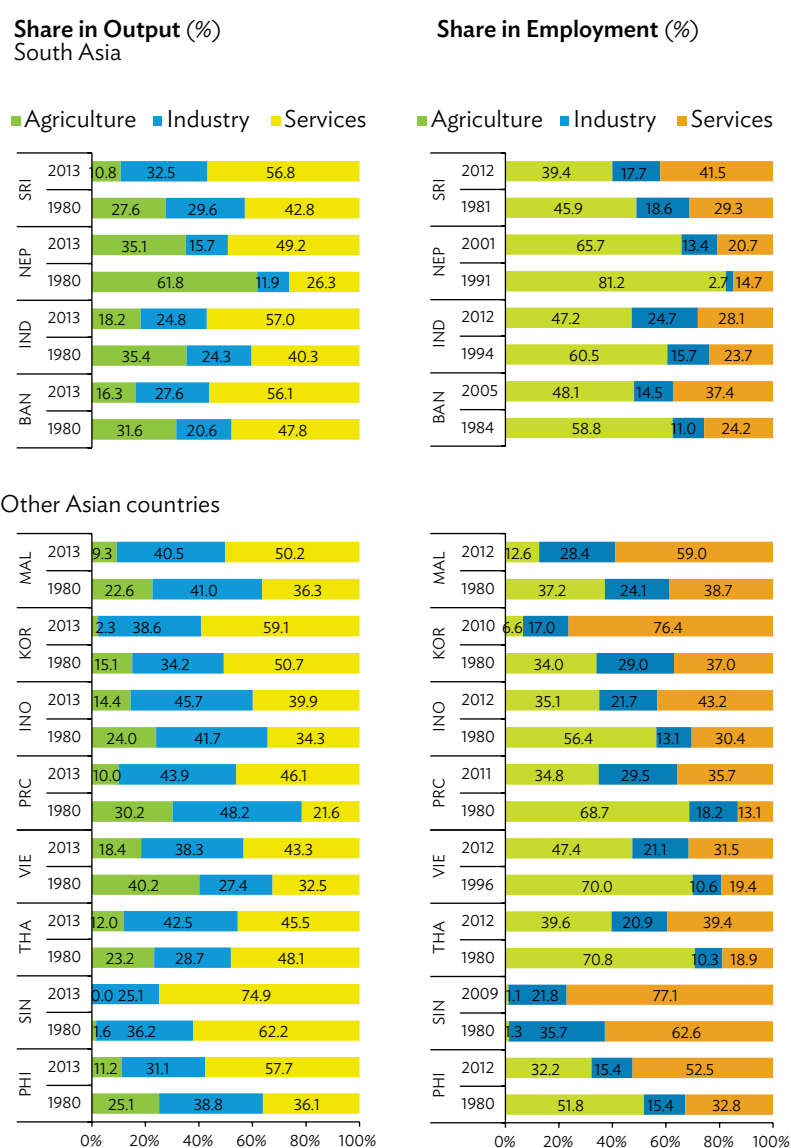 Share in Output (%)
South Asia
Agriculture Industry Services
SRI
2013 10.8 32.5 56.8
1980 27.6 29.6 42.8
NEP
2013 35.1 15.7 49.2
1980 61.8 11.9 26.3
IND
2013 18.2 24.8 57.0
1980 35.4 24.3 40.3
BAN
2013 16.3 27.6 56.1
1980 31.6 20.6 47.8
Share in Employment (%)
Agriculture Industry Services
SRI
2012 39.4 17.7 41.5
1981 45.9 18.6 29.3
NEP
2001 65.7 13.4 20.7
1991 81.2 2.7 14.7
IND
2012 47.2 24.7 28.1
1994 60.5 15.7 23.7
BAN
2005 48.1 14.5 37.4
1984 58.8 11.0 24.2
Other Asian countries
MAL
2013 9.3 40.5 50.2
1980 22.6 41.0 36.3
KOR
2013 2.3 38.6 59.1
1980 15.1 34.2 50.7
INO
2013 14.4 45.7 39.9
1980 24.0 41.7 34.3
PRC
2013 10.0 43.9 46.1
1980 30.2 48.2 21.6
VIE
2013 18.4 38.3 43.3
1980 40.2 27.4 32.5
THA
2013 12.0 42.5 45.5
1980 23.2 28.7 48.1
SIN
2013 0.0 25.1 74.9
1980 1.6 36.2 62.2
PHI
2013 11.2 31.1 57.7
1980 25.1 38.8 36.1
0% 20% 40% 60% 80% 100%
MAL
2012 12.6 28.4 59.0
1980 37.2 24.1 38.7
KOR
2010 6.6 17.0 76.4
1980 34.0 29.0 37.0
INO
2012 35.1 21.7 43.2
1980 56.4 13.1 30.4
PRC
2011 34.8 29.5 35.7
1980 68.7 18.2 13.1
VIE
2012 47.4 21.1 31.5
1996 70.0 10.6 19.4
THA
2012 39.6 20.9 39.4
1980 70.8 10.3 18.9
SIN
2009 1.1 21.8 77.1
1980 1.3 35.7 62.6
PHI
2012 32.2 15.4 52.5
1980 51.8 15.4 32.8
0% 20% 40% 60% 80% 100%